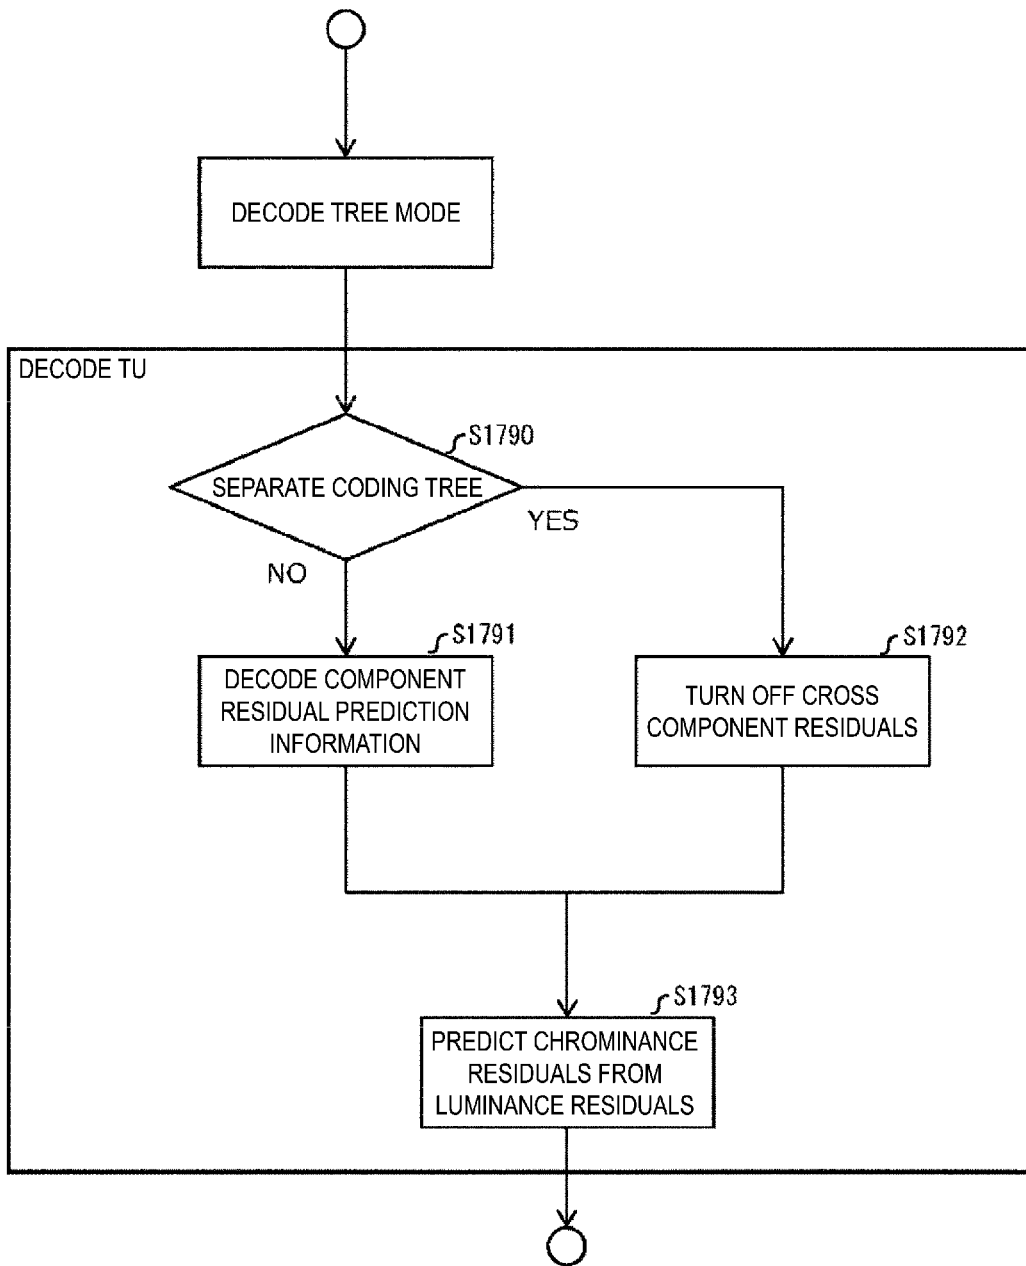 DECODE TREE MODE
DECODE TU
S1790
SEPARATE CODING TREE
YES
NO
S1791
DECODE COMPONENT
RESIDUAL PREDICTION
INFORMATION
S1792
TURN OFF CROSS
COMPONENT RESIDUALS
S1793
PREDICT CHROMINANCE
RESIDUALS FROM
LUMINANCE RESIDUALS